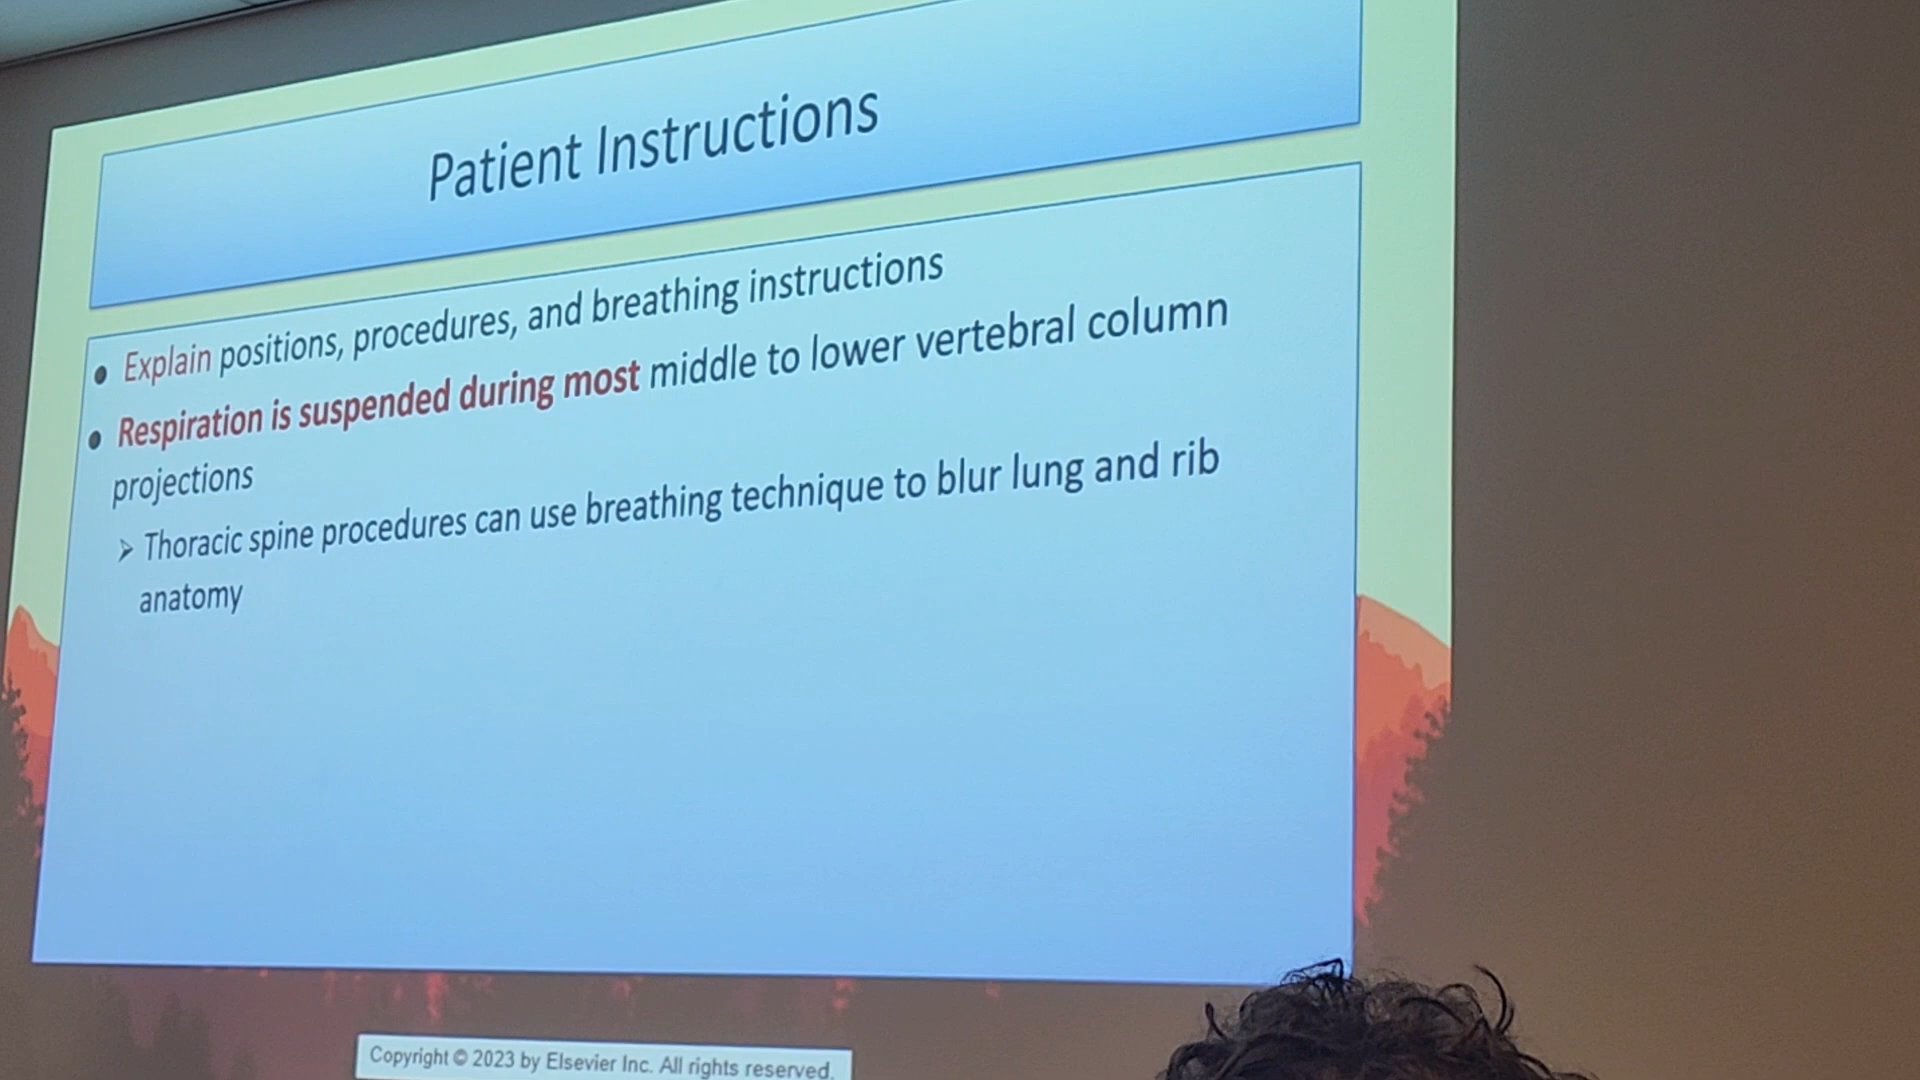 Patient Instructions
• Explain positions, procedures, and breathing instructions
• Respiration is suspended during most middle to lower vertebral column
projections
➢ Thoracic spine procedures can use breathing technique to blur lung and rib
anatomy
Copyright © 2023 by Elsevier Inc. All rights reserved.